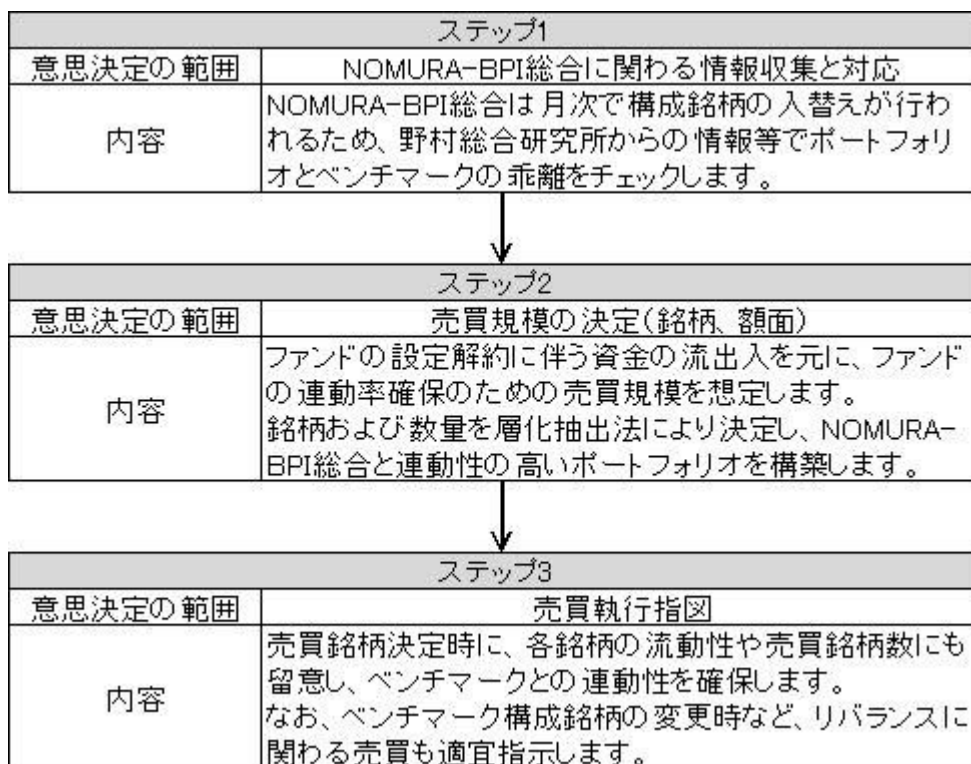 ステップ1
意思決定の範囲
NOMURA-BPI総合に関わる情報収集と対応
内容
NOMURA-BPI総合は月次で構成銘柄の入替えが行わ
れるため、野村総合研究所からの情報等でポートフォリ
オとベンチマークの乖離をチェックします。
ステップ2
意思決定の範囲
売買規模の決定(銘柄、額面)
内容
ファンドの設定解約に伴う資金の流出入を元に、ファンド
の連動率確保のための売買規模を想定します。
銘柄および数量を層化抽出法により決定し、NOMURA-
BPI総合と連動性の高いポートフォリオを構築します。
ステップ3
意思決定の範囲
売買執行指図
内容
売買銘柄決定時に、各銘柄の流動性や売買銘柄数にも
留意し、ベンチマークとの連動性を確保します。
なお、ベンチマーク構成銘柄の変更時など、リバランスに
関わる売買も適宜指示します。